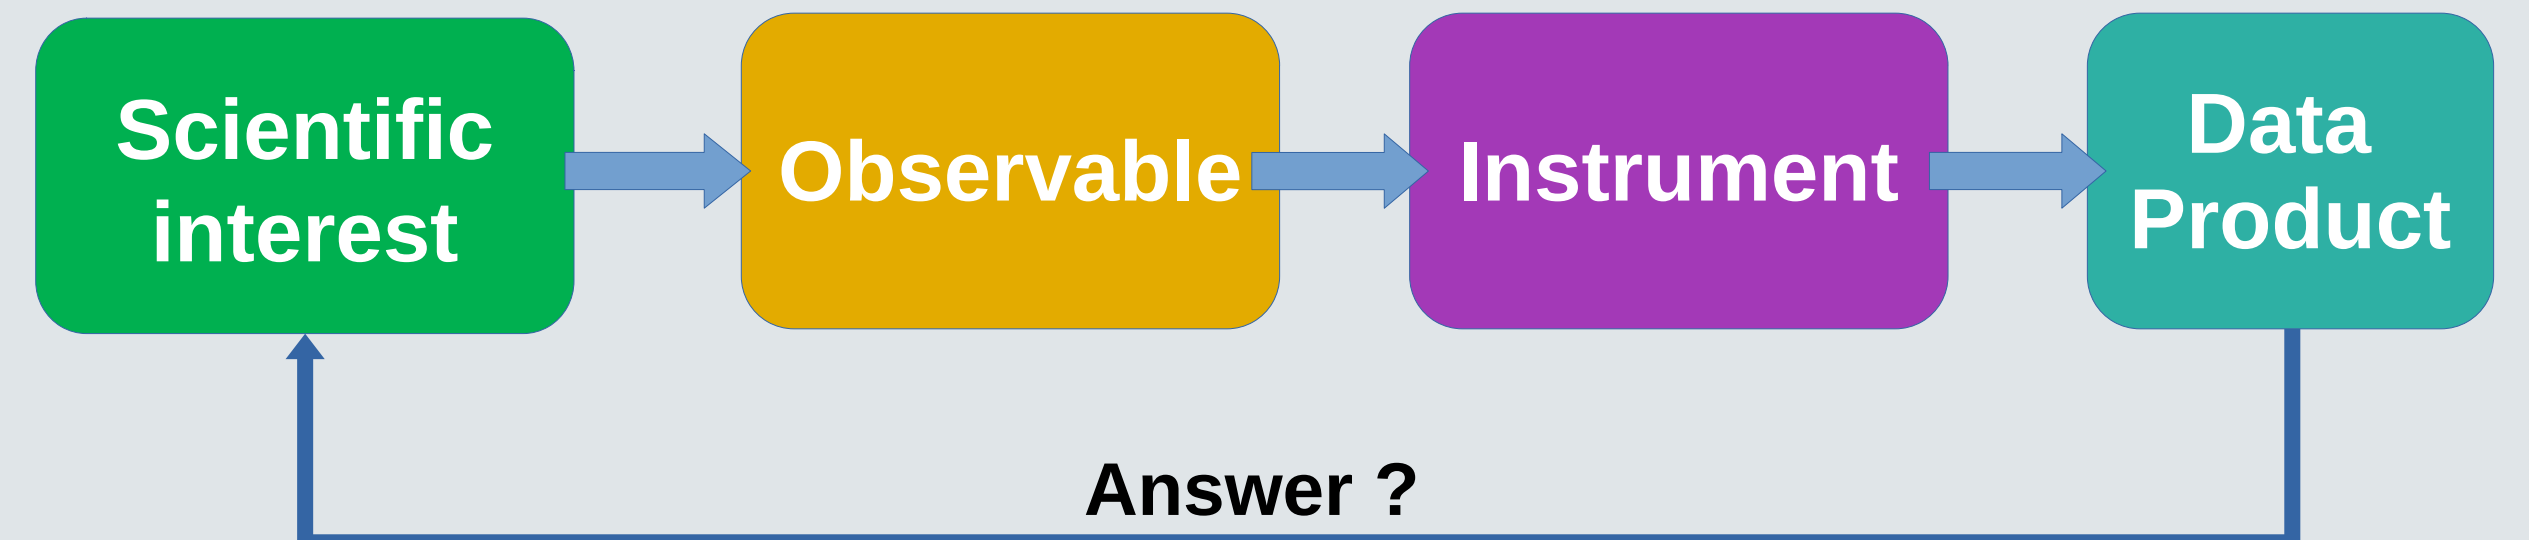 Scientific
interest
Observable
Instrument
Data
Product
Answer ?